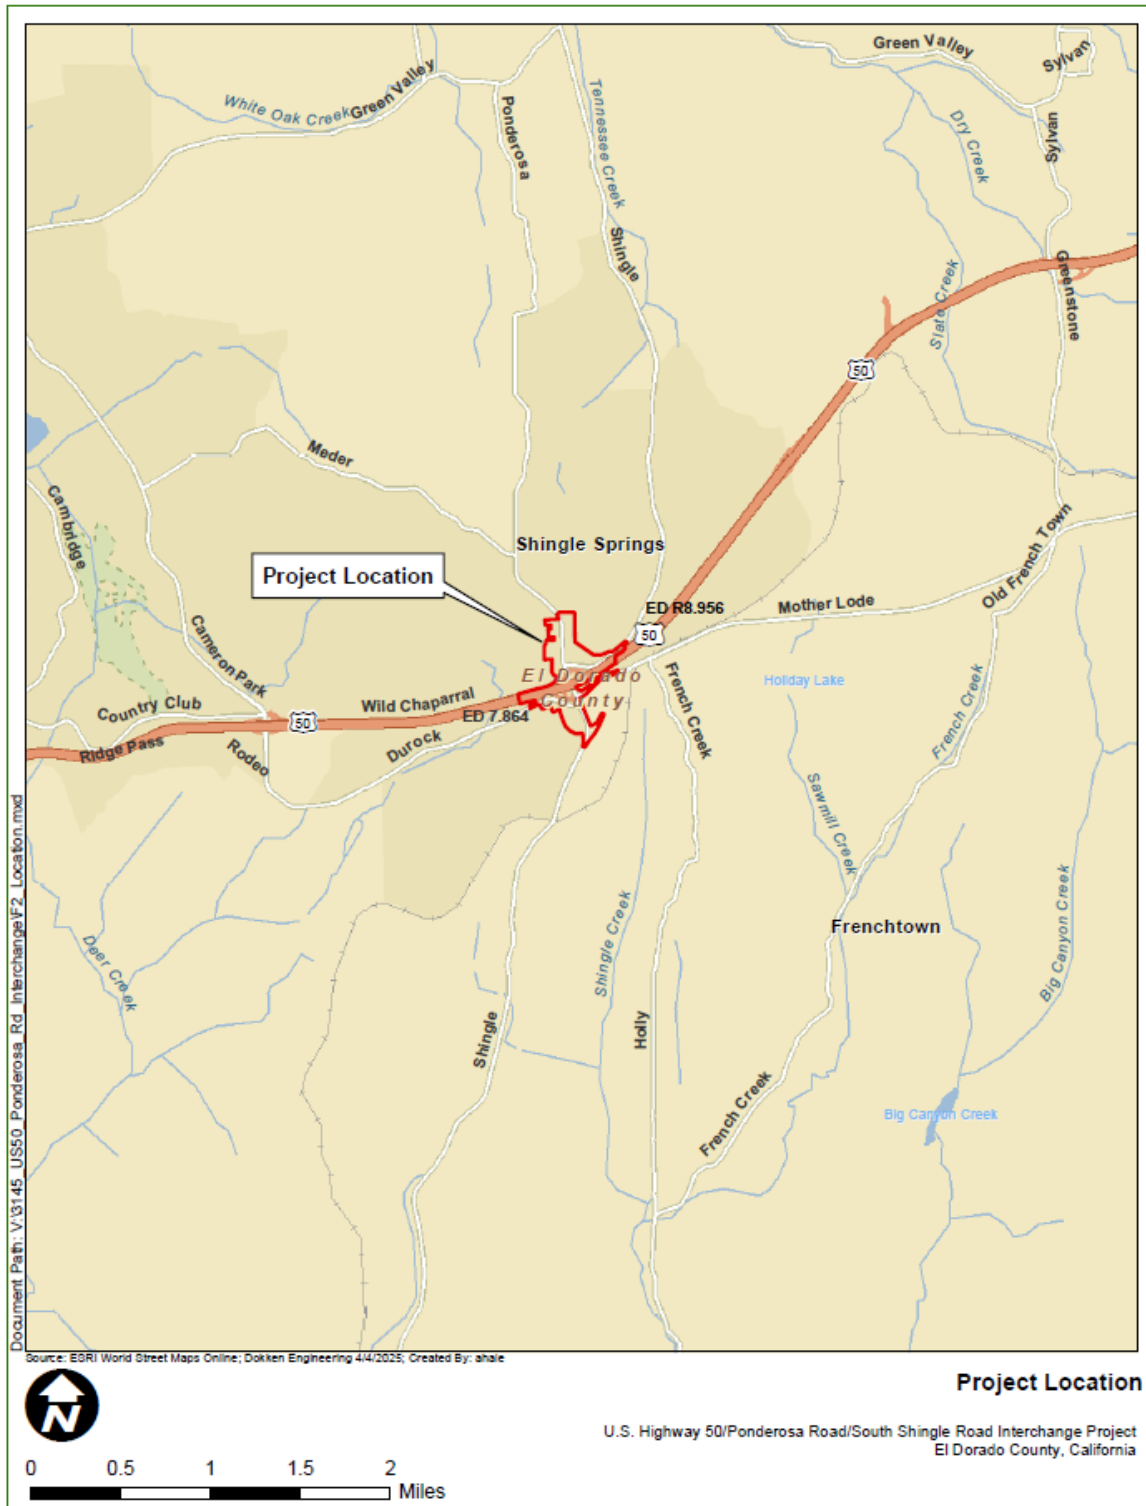 Green Valley
Sylvan
White Oak Creek
Green Valley
Ponderosa
Tennessee Creek
Dry Creek
Sylvan
Shingle
Slate Creek
Greenstone
50
Meder
Cambridge
Shingle Springs
Old French Town
Project Location
ED R8.956
Mother Lode
50
Cameron Park
El Dorado
County
French Creek
Holiday Lake
French Creek
Country Club
Wild Chaparral
50
ED 7.864
Ridge Pass
Rodeo
Durock
Sawmill Creek
Shingle Creek
Frenchtown
Big Canyon Creek
Deer Creek
Shingle
Holly
French Creek
Big Canyon Creek
Document Path: V:\3145_US50_Ponderosa_Rd_Interchange\F2_Location.mxd
Source: ESRI World Street Maps Online; Dokken Engineering 4/4/2025; Created By: ahale
N
Project Location
U.S. Highway 50/Ponderosa Road/South Shingle Road Interchange Project
El Dorado County, California
0 0.5 1 1.5 2
Miles